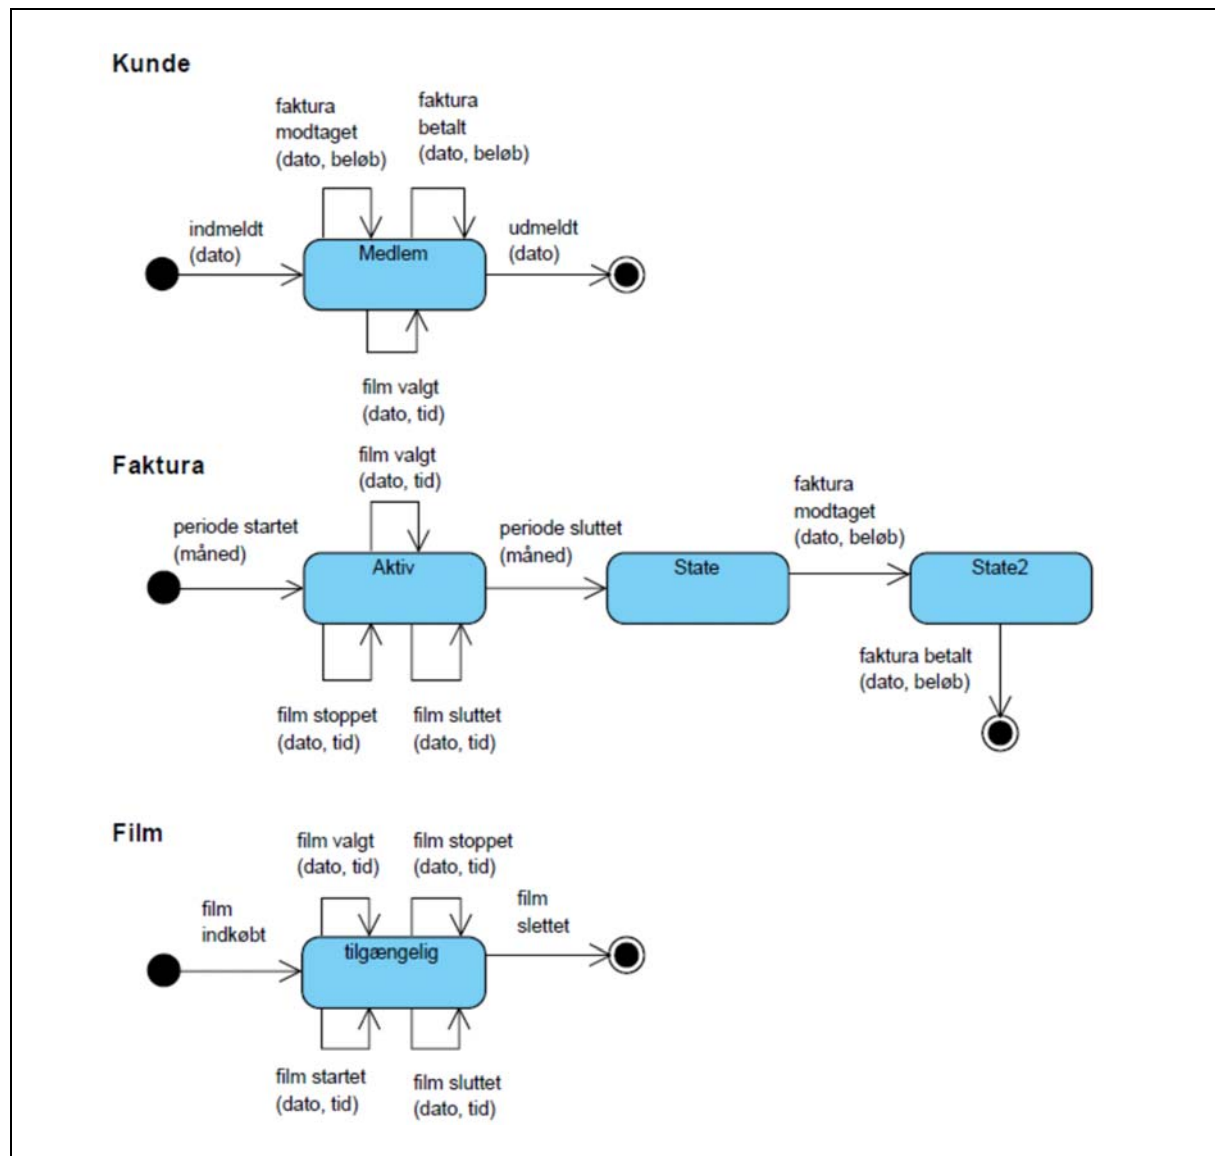 Kunde
faktura
modtaget
(dato, beløb)
faktura
betalt
(dato, beløb)
indmeldt
(dato)
Medlem
udmeldt
(dato)
film valgt
(dato, tid)
Faktura
film valgt
(dato, tid)
periode startet
(måned)
Aktiv
periode sluttet
(måned)
State
faktura
modtaget
(dato, beløb)
State2
film stoppet
(dato, tid)
film sluttet
(dato, tid)
faktura betalt
(dato, beløb)
Film
film valgt
(dato, tid)
film stoppet
(dato, tid)
film
indkøbt
tilgængelig
film
slettet
film startet
(dato, tid)
film sluttet
(dato, tid)